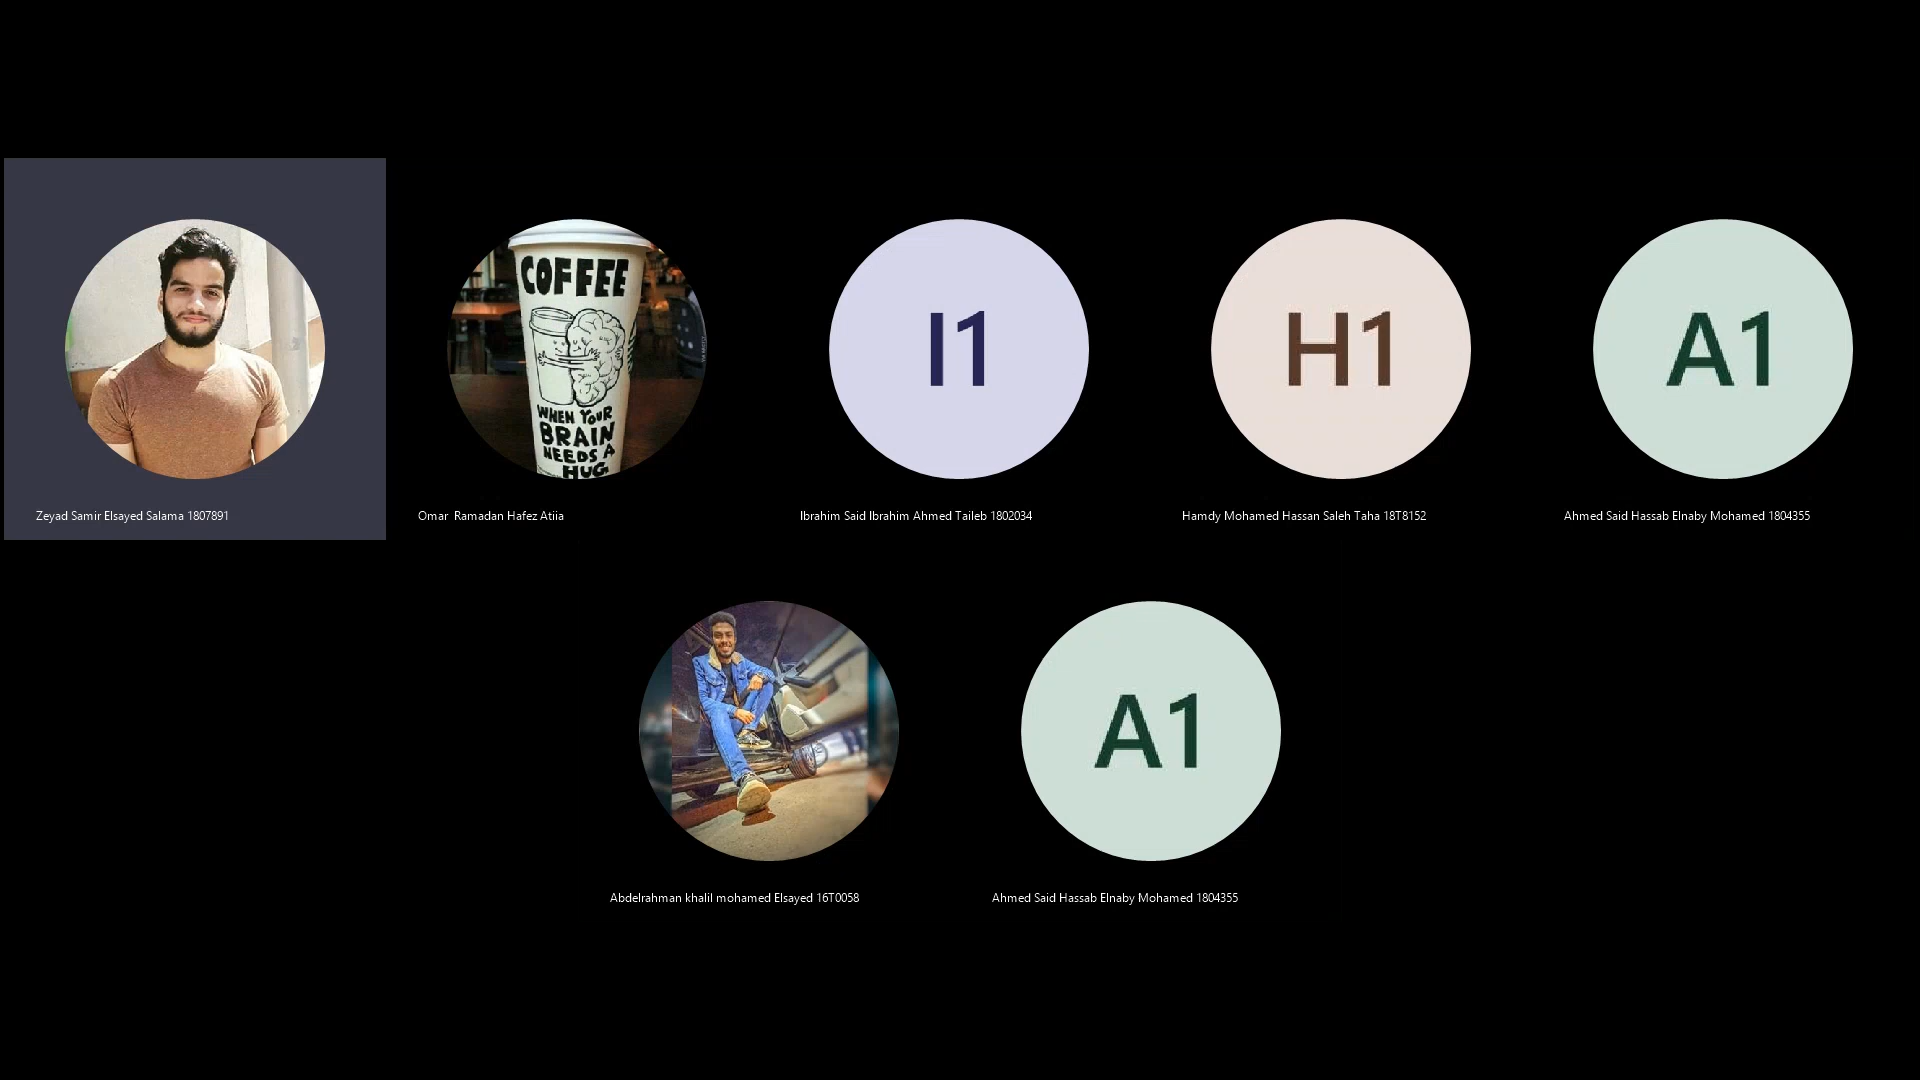 COFFEE
WHEN YOUR
BRAIN
NEEDS A
HUG
I1
H1
A1
Zeyad Samir Elsayed Salama 1807891
Omar Ramadan Hafez Atiia
Ibrahim Said Ibrahim Ahmed Taileb 1802034
Hamdy Mohamed Hassan Saleh Taha 18T8152
Ahmed Said Hassab Elnaby Mohamed 1804355
A1
Abdelrahman khalil mohamed Elsayed 16T0058
Ahmed Said Hassab Elnaby Mohamed 1804355